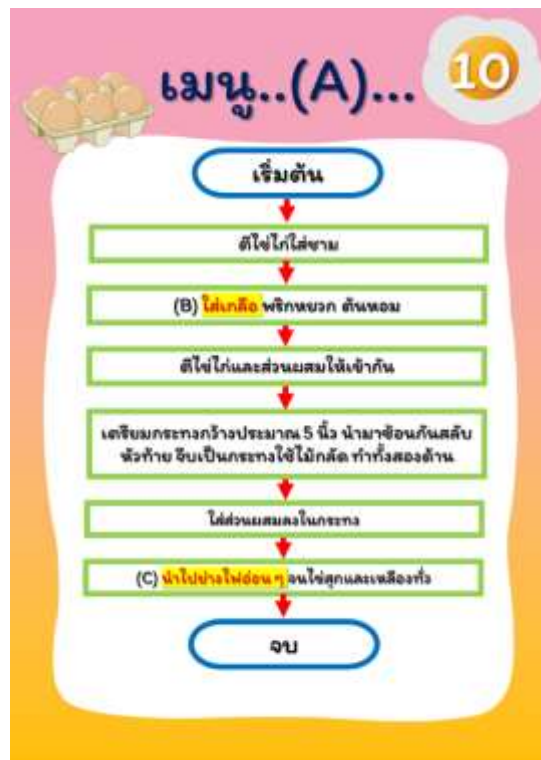 เมนู..(A)...
10
เริ่มต้น
ตีไข่ไก่ใส่ชาม
(B) ใส่เกลือ พริกหยวก ต้นหอม
ตีไข่ไก่และส่วนผสมให้เข้ากัน
เตรียมกระทงกว้างประมาณ 5 นิ้ว นำมาซ้อนกันสลับ
หัวท้าย จีบเป็นกระทงใช้ไม้กลัด ทำทั้งสองด้าน
ใส่ส่วนผสมลงในกระทง
(C) นำไปย่างไฟอ่อน ๆ จนไข่สุกและเหลืองทั่ว
จบ